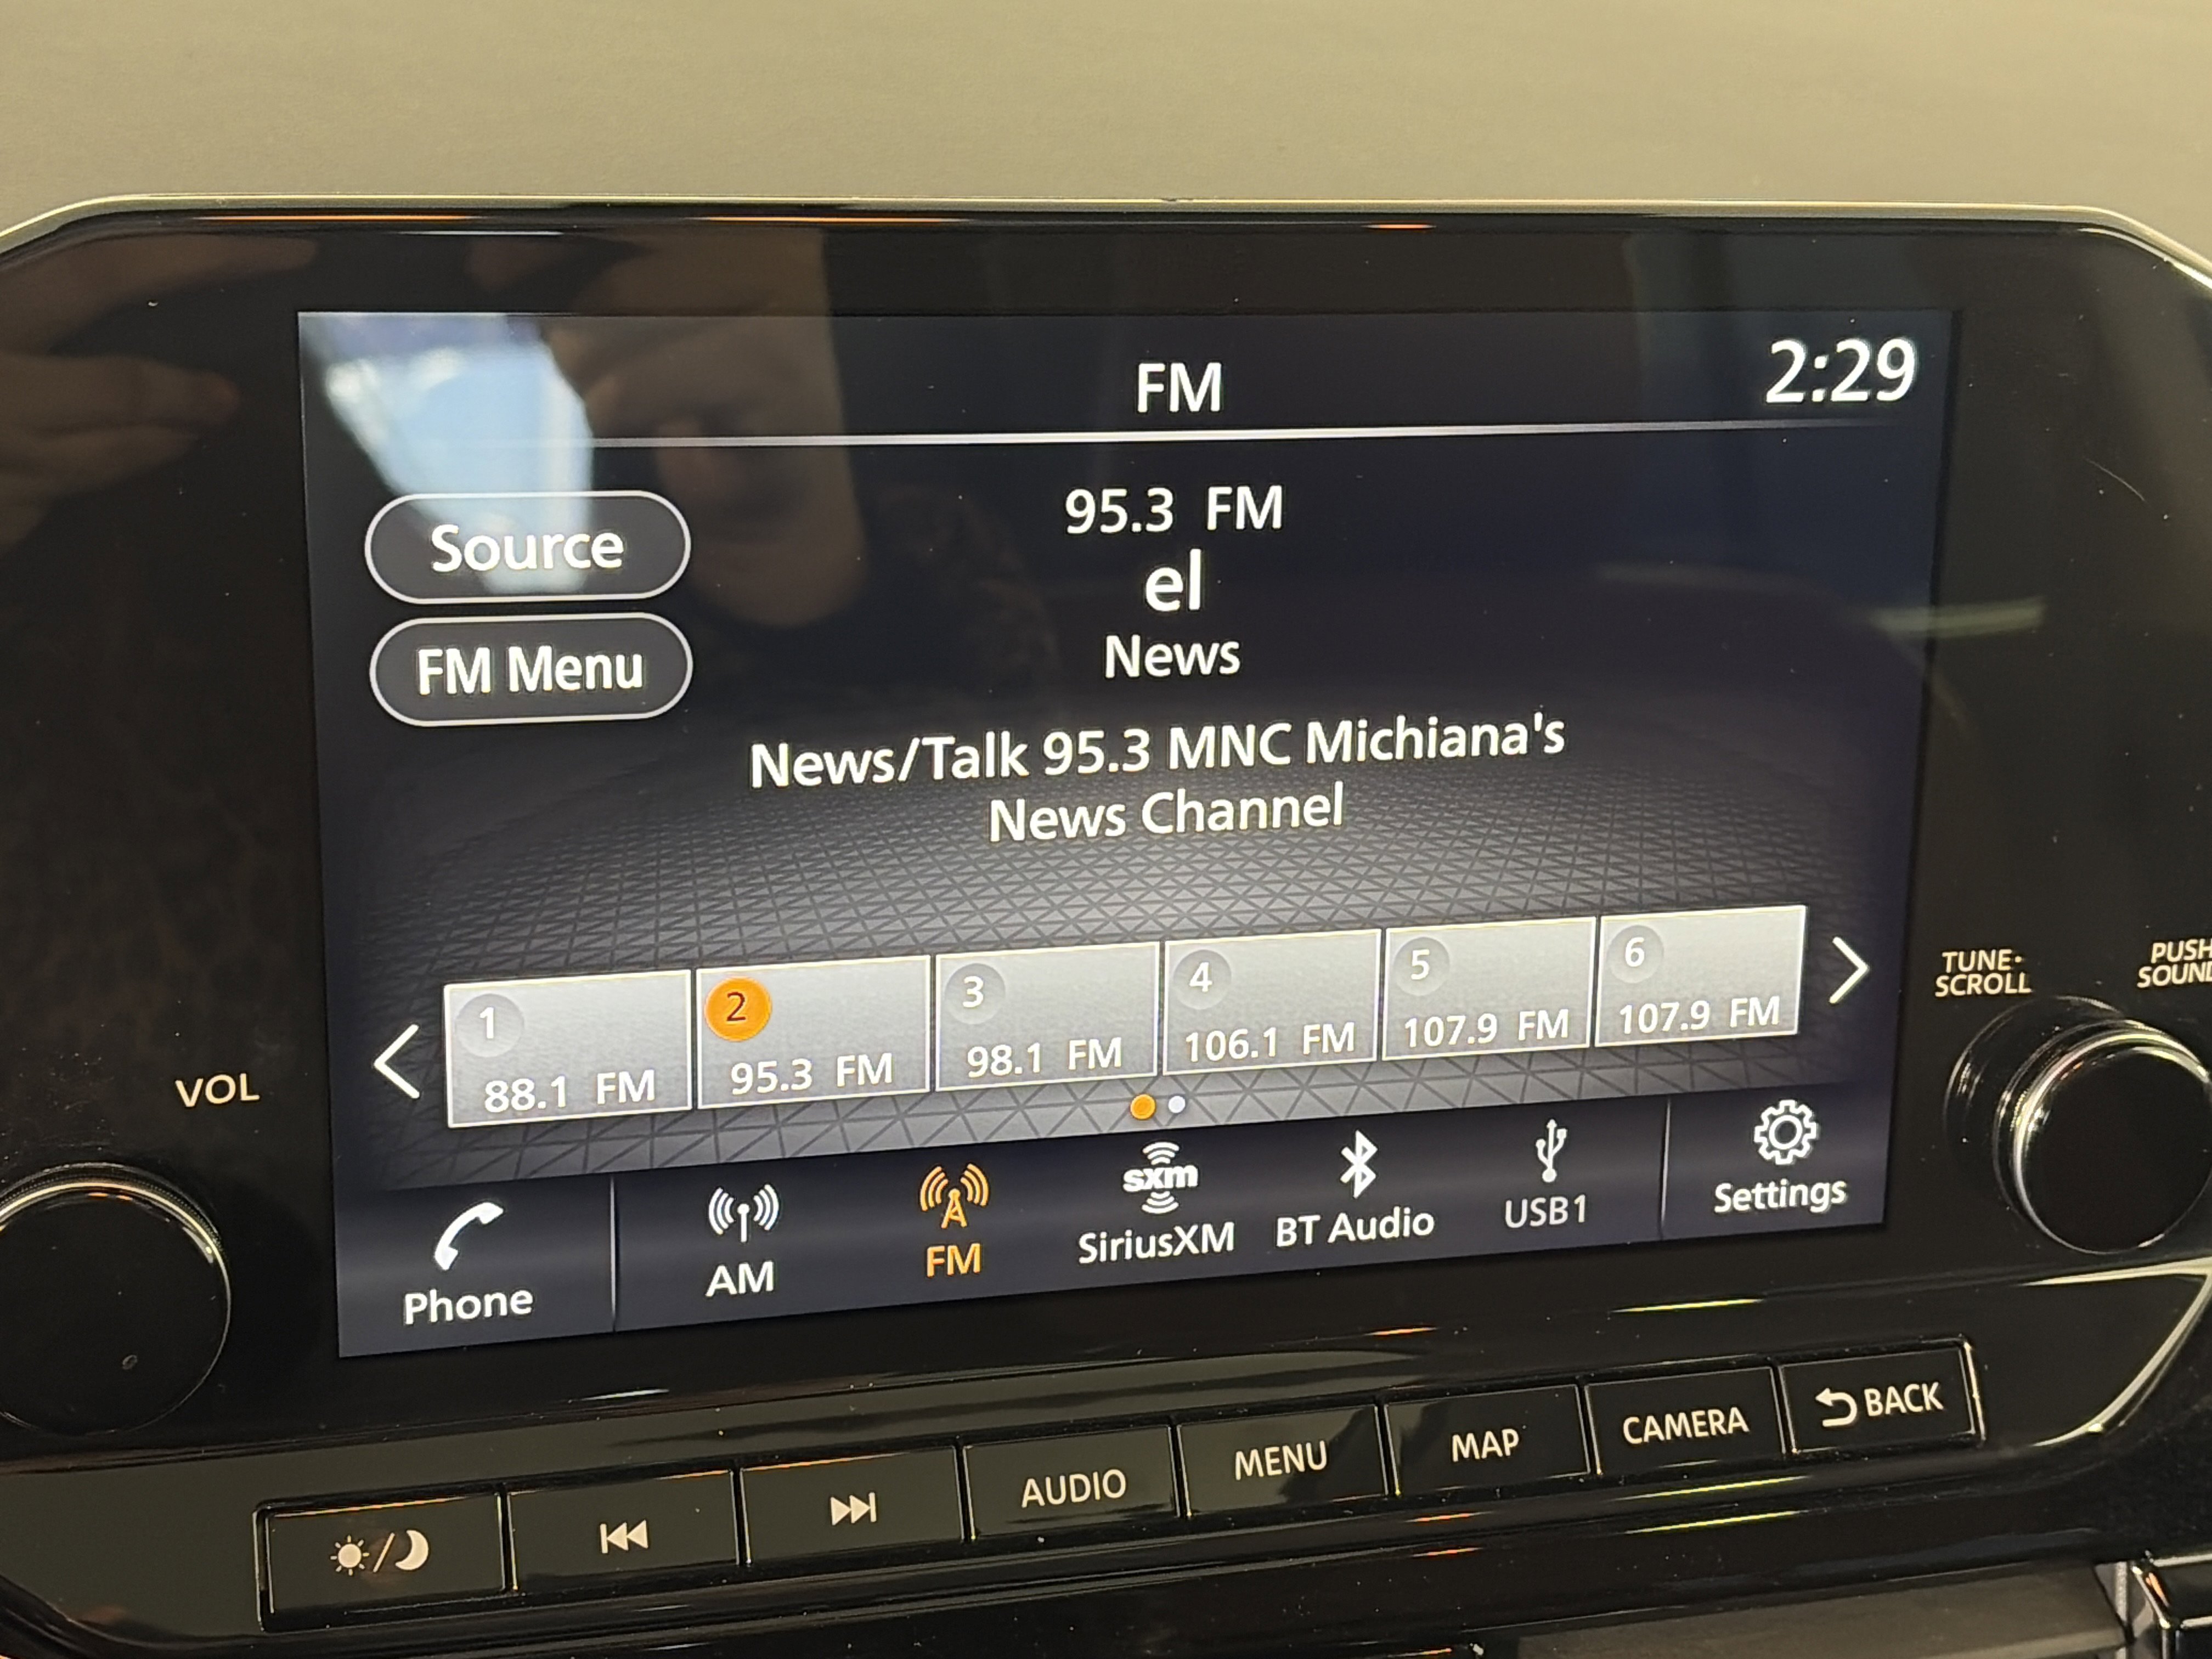 FM
2:29
Source
FM Menu
95.3 FM
el
News
News/Talk 95.3 MNC Michiana's
News Channel
1
88.1 FM
2
95.3 FM
3
98.1 FM
4
106.1 FM
5
107.9 FM
6
107.9 FM
VOL
TUNE·
SCROLL
PUSH
SOUND
Phone
AM
FM
sxm
SiriusXM
BT Audio
USB1
Settings
AUDIO
MENU
MAP
CAMERA
BACK